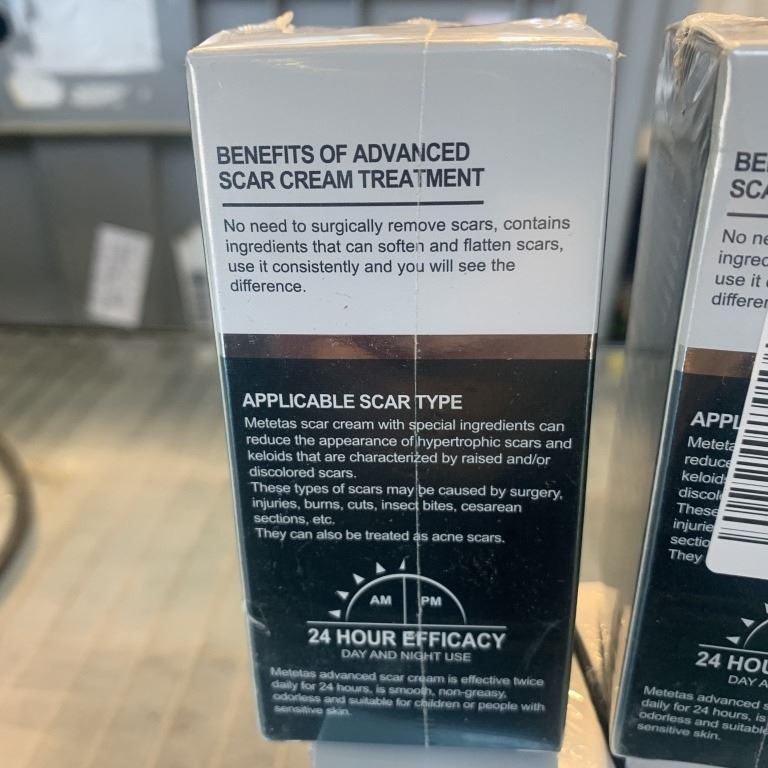 BENEFITS OF ADVANCED
SCAR CREAM TREATMENT
No need to surgically remove scars, contains
ingredients that can soften and flatten scars,
use it consistently and you will see the
difference.
APPLICABLE SCAR TYPE
Metetas scar cream with special ingredients can
reduce the appearance of hypertrophic scars and
keloids that are characterized by raised and/or
discolored scars.
These types of scars may be caused by surgery,
injuries, burns, cuts, insect bites, cesarean
sections, etc.
They can also be treated as acne scars.
AM PM
24 HOUR EFFICACY
DAY AND NIGHT USE
Metetas advanced scar cream is effective twice
daily for 24 hours, is smooth, non-greasy,
odorless and suitable for children or people with
sensitive skin.
BE
SCA
No ne
ingred
use it
differer
APPL
Meteta
reduce
keloid
discol
These
injurie
sectio
They
24 HOU
DAY A
Metetas advanced s
daily for 24 hours, is
odorless and suitable
sensitive skin.